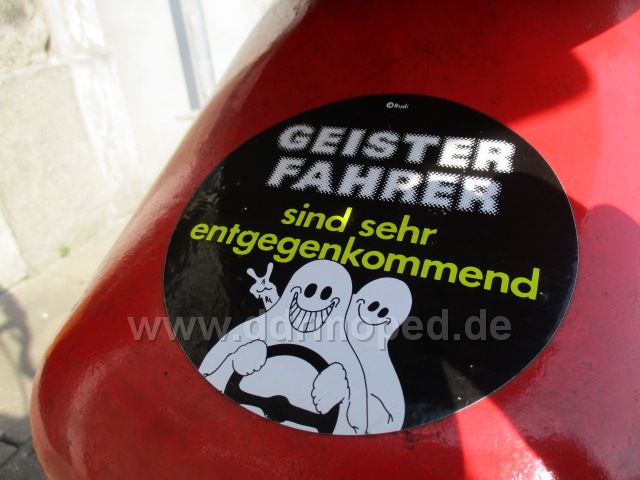 ©Rudi
GEISTER
FAHRER
sind sehr
entgegenkommend
www.ddrmoped.de